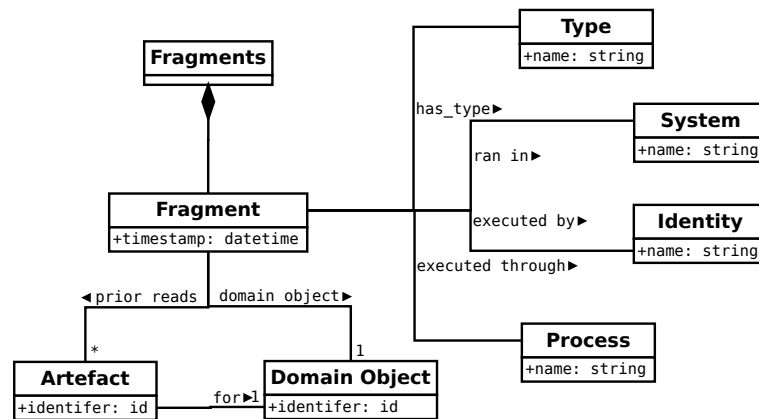 Type
+name: string
Fragments
has_type►
System
+name: string
ran in►
Fragment
+timestamp: datetime
executed by►
Identity
+name: string
executed through►
◄ prior reads
domain object►
Process
+name: string
*
1
Artefact
+identifer: id
for►
1
Domain Object
+identifer: id